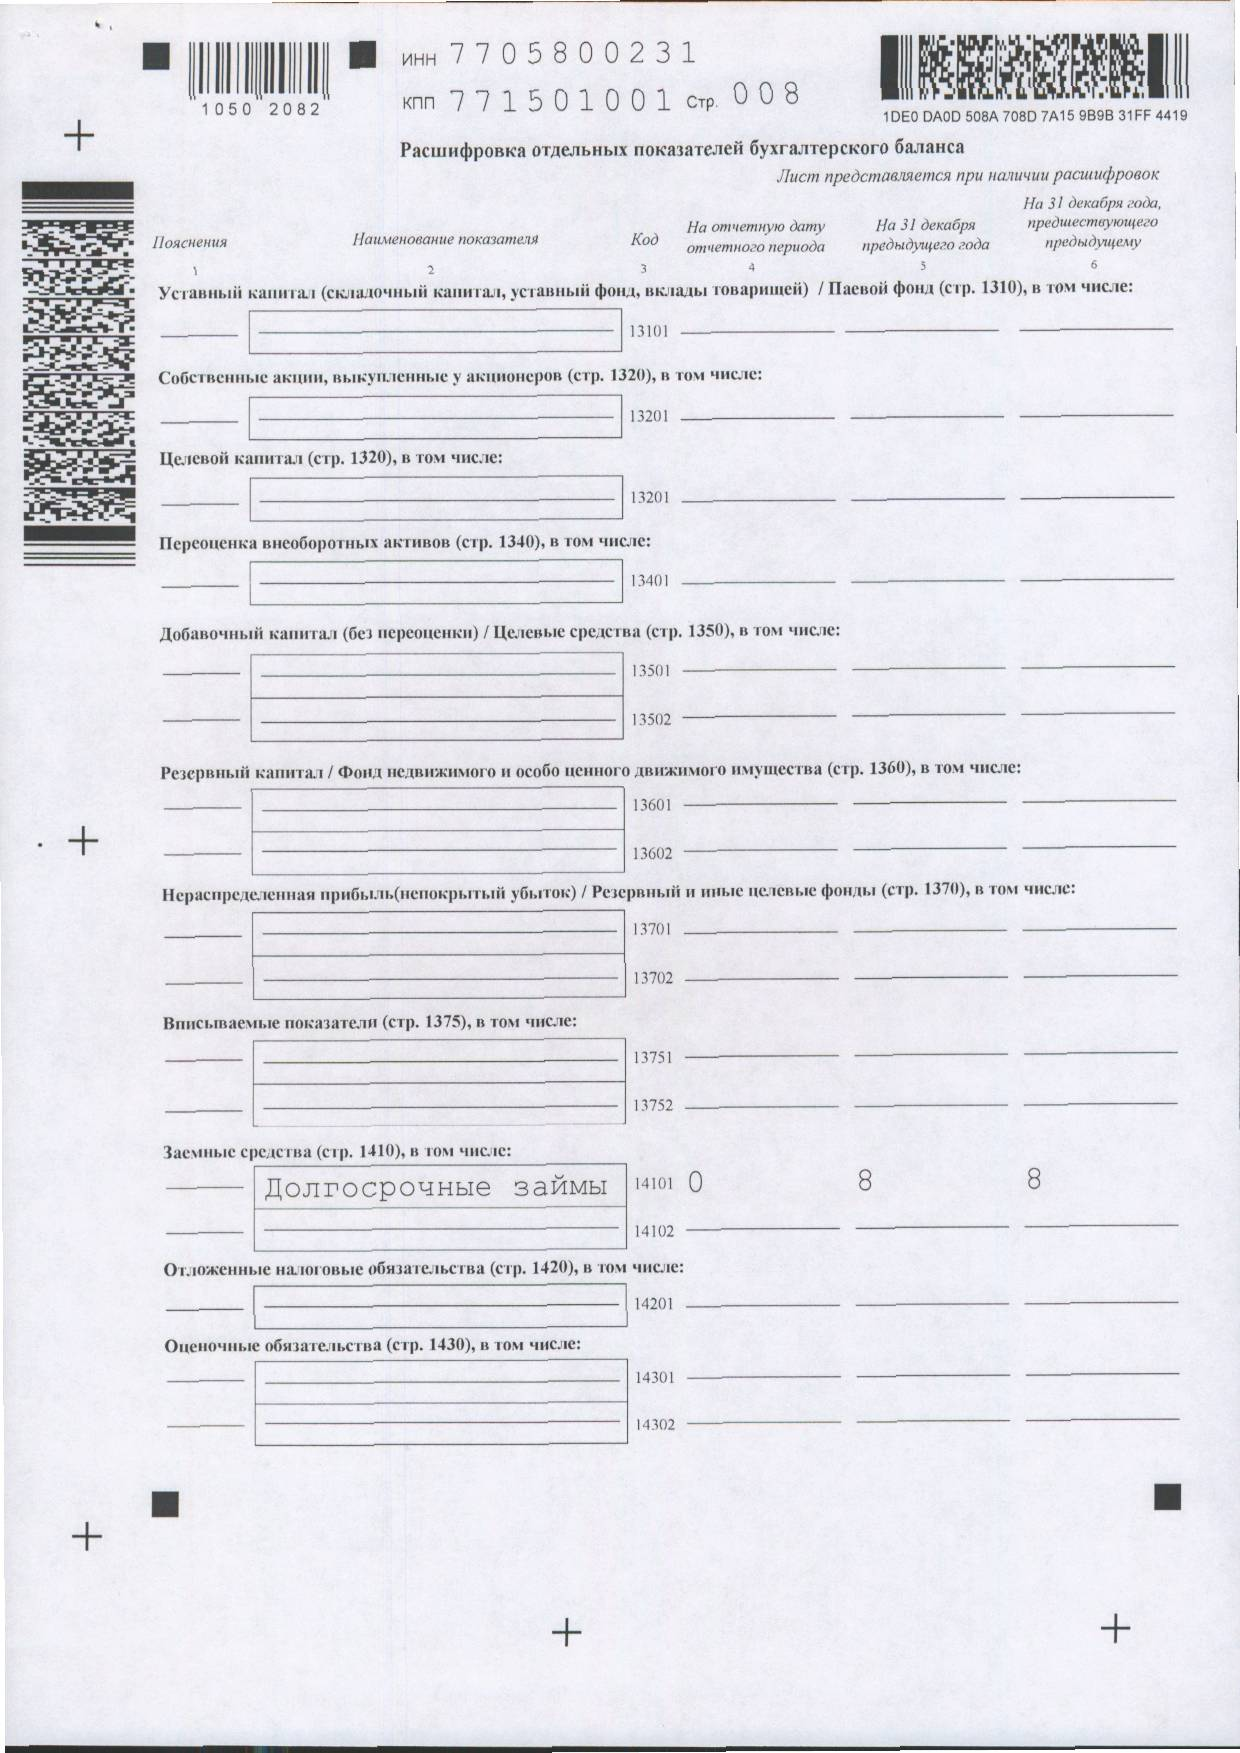 ИНН 7705800231
1050 2082
КПП 771501001 Стр. 008
1DE0 DA0D 508A 708D 7A15 9B9B 31FF 4419
Расшифровка отдельных показателей бухгалтерского баланса
Лист представляется при наличии расшифровок
Пояснения Наименование показателя Код На отчетную дату отчетного периода На 31 декабря предыдущего года На 31 декабря года, предшествующего предыдущему
1 2 3 4 5 6
Уставный капитал (складочный капитал, уставный фонд, вклады товарищей) / Паевой фонд (стр. 1310), в том числе:
13101
Собственные акции, выкупленные у акционеров (стр. 1320), в том числе:
13201
Целевой капитал (стр. 1320), в том числе:
13201
Переоценка внеоборотных активов (стр. 1340), в том числе:
13401
Добавочный капитал (без переоценки) / Целевые средства (стр. 1350), в том числе:
13501
13502
Резервный капитал / Фонд недвижимого и особо ценного движимого имущества (стр. 1360), в том числе:
13601
13602
Нераспределенная прибыль(непокрытый убыток) / Резервный и иные целевые фонды (стр. 1370), в том числе:
13701
13702
Вписываемые показатели (стр. 1375), в том числе:
13751
13752
Заемные средства (стр. 1410), в том числе:
Долгосрочные займы 14101 0 8 8
14102
Отложенные налоговые обязательства (стр. 1420), в том числе:
14201
Оценочные обязательства (стр. 1430), в том числе:
14301
14302